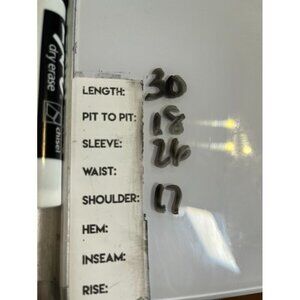 dry erase
chisel
LENGTH: 30
PIT TO PIT: 18
SLEEVE: 26
WAIST:
SHOULDER: 17
HEM:
INSEAM:
RISE: